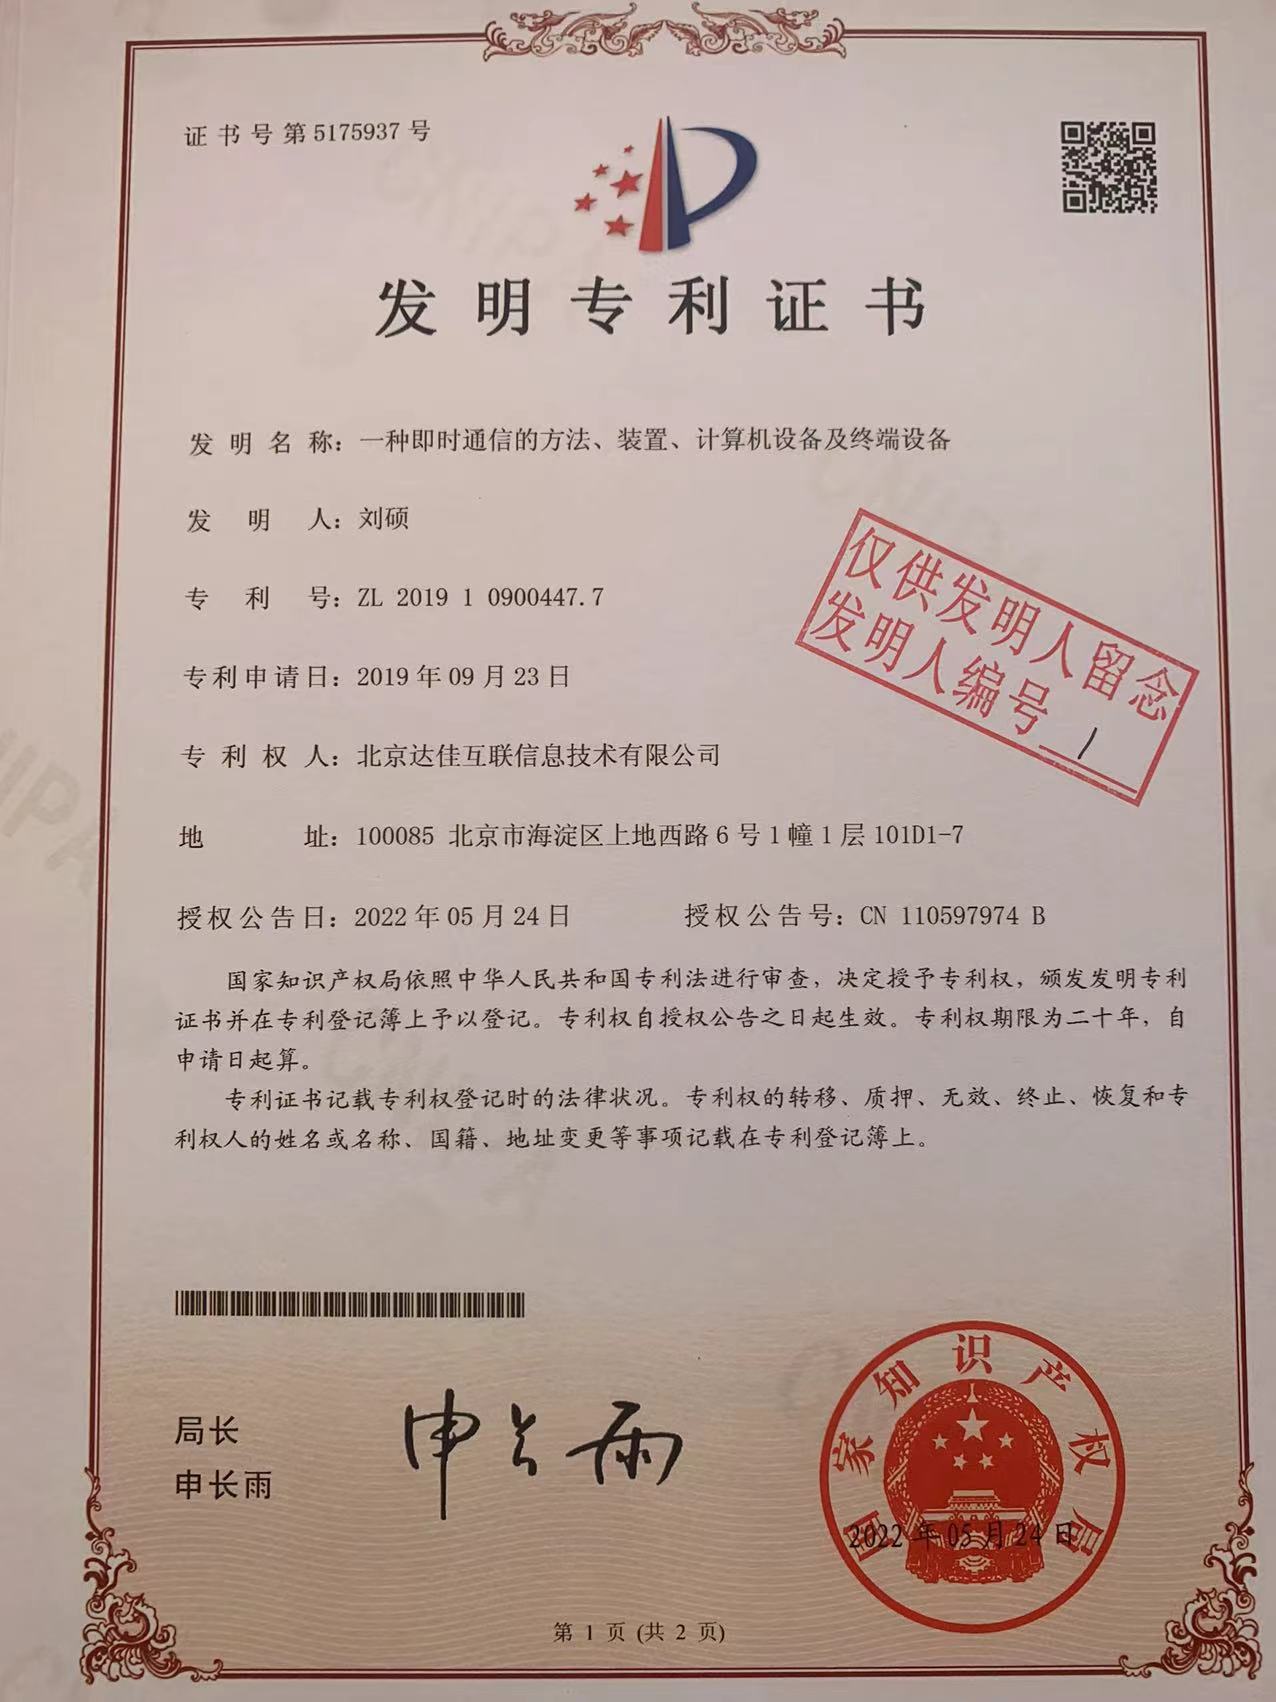 证书号第5175937号
发明专利证书
发明名称：一种即时通信的方法、装置、计算机设备及终端设备
发明人：刘硕
专利号：ZL 2019 1 0900447.7
专利申请日：2019年09月23日
专利权人：北京达佳互联信息技术有限公司
地址：100085 北京市海淀区上地西路6号1幢1层101D1-7
授权公告日：2022年05月24日 授权公告号：CN 110597974 B
仅供发明人留念
发明人编号 1
国家知识产权局依照中华人民共和国专利法进行审查，决定授予专利权，颁发发明专利
证书并在专利登记簿上予以登记。专利权自授权公告之日起生效。专利权期限为二十年，自
申请日起算。
专利证书记载专利权登记时的法律状况。专利权的转移、质押、无效、终止、恢复和专
利权人的姓名或名称、国籍、地址变更等事项记载在专利登记簿上。
局长
申长雨
申长雨
国家知识产权局
2022年05月24日
第 1 页 (共 2 页)
CNIPA